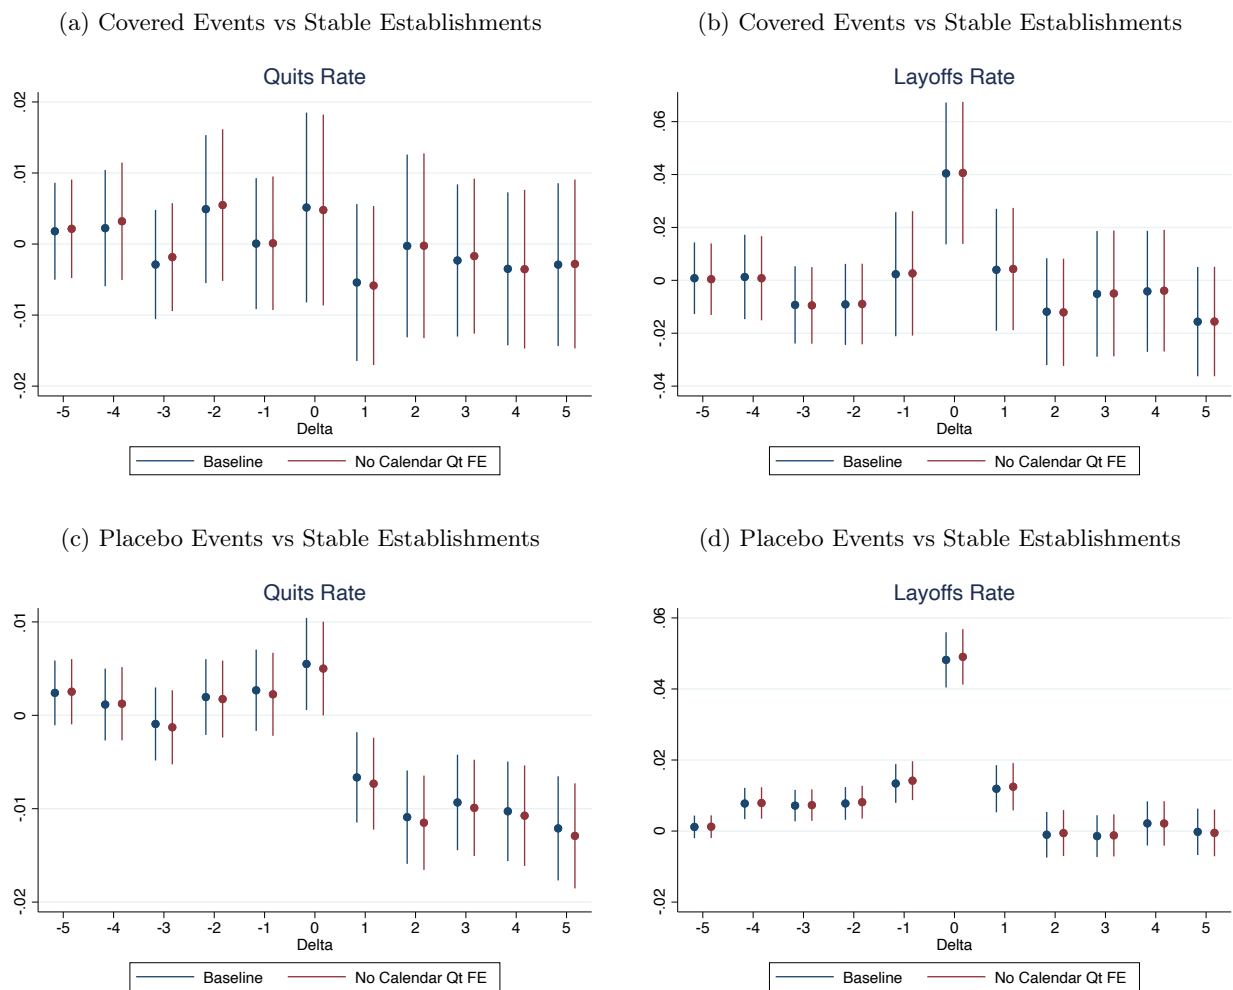 (a) Covered Events vs Stable Establishments
Quits Rate
.02
.01
0
-.01
-.02
-5 -4 -3 -2 -1 0 1 2 3 4 5
Delta
Baseline No Calendar Qt FE
(b) Covered Events vs Stable Establishments
Layoffs Rate
.06
.04
.02
0
-.02
-.04
-5 -4 -3 -2 -1 0 1 2 3 4 5
Delta
Baseline No Calendar Qt FE
(c) Placebo Events vs Stable Establishments
Quits Rate
.01
0
-.01
-.02
-5 -4 -3 -2 -1 0 1 2 3 4 5
Delta
Baseline No Calendar Qt FE
(d) Placebo Events vs Stable Establishments
Layoffs Rate
.06
.04
.02
0
-.02
-5 -4 -3 -2 -1 0 1 2 3 4 5
Delta
Baseline No Calendar Qt FE